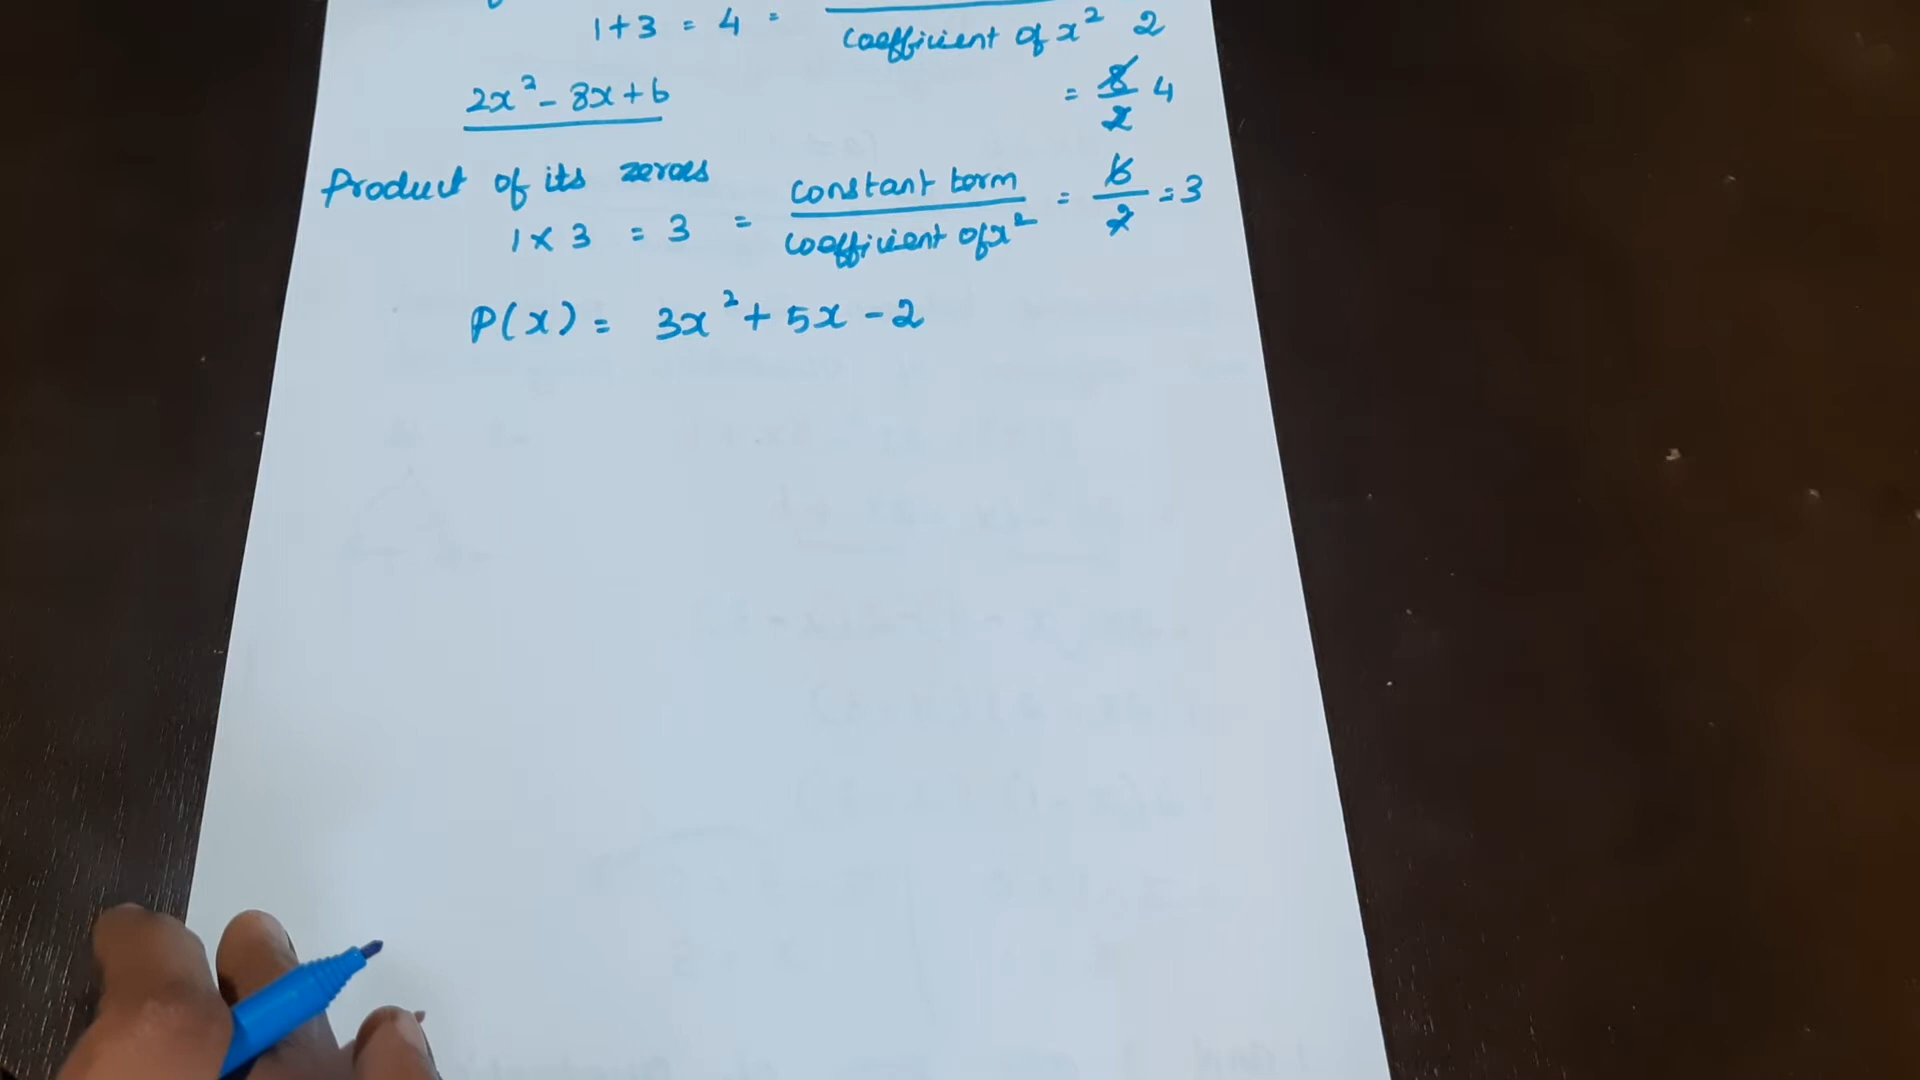 1+3 = 4 = coefficient of x² 2
2x² - 8x + 6 = 8/2 4
Product of its zeroes
1 x 3 = 3 = constant term / coefficient of x² = 6/2 = 3
P(x) = 3x² + 5x - 2